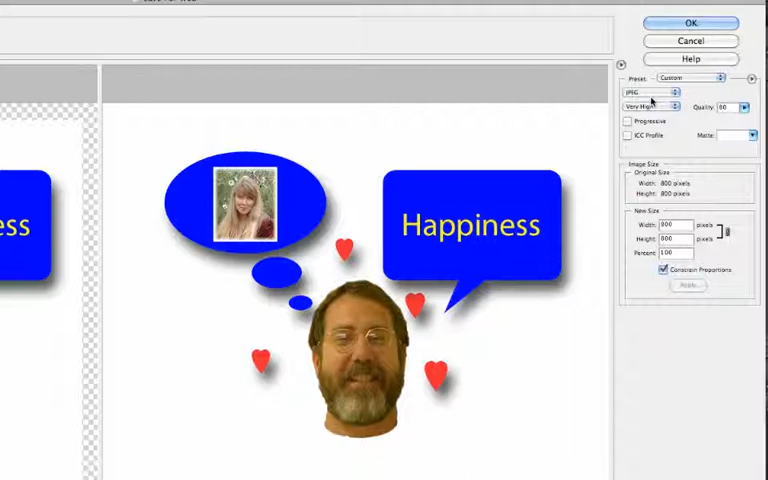 OK
Cancel
Help
Preset: Custom
JPEG
Very High
Quality: 80
Progressive
ICC Profile
Matte:
Image Size
Original Size
Width: 800 pixels
Height: 800 pixels
New Size
Width: 800 pixels
Height: 800 pixels
Percent: 100
Constrain Proportions
Apply
ess
Happiness